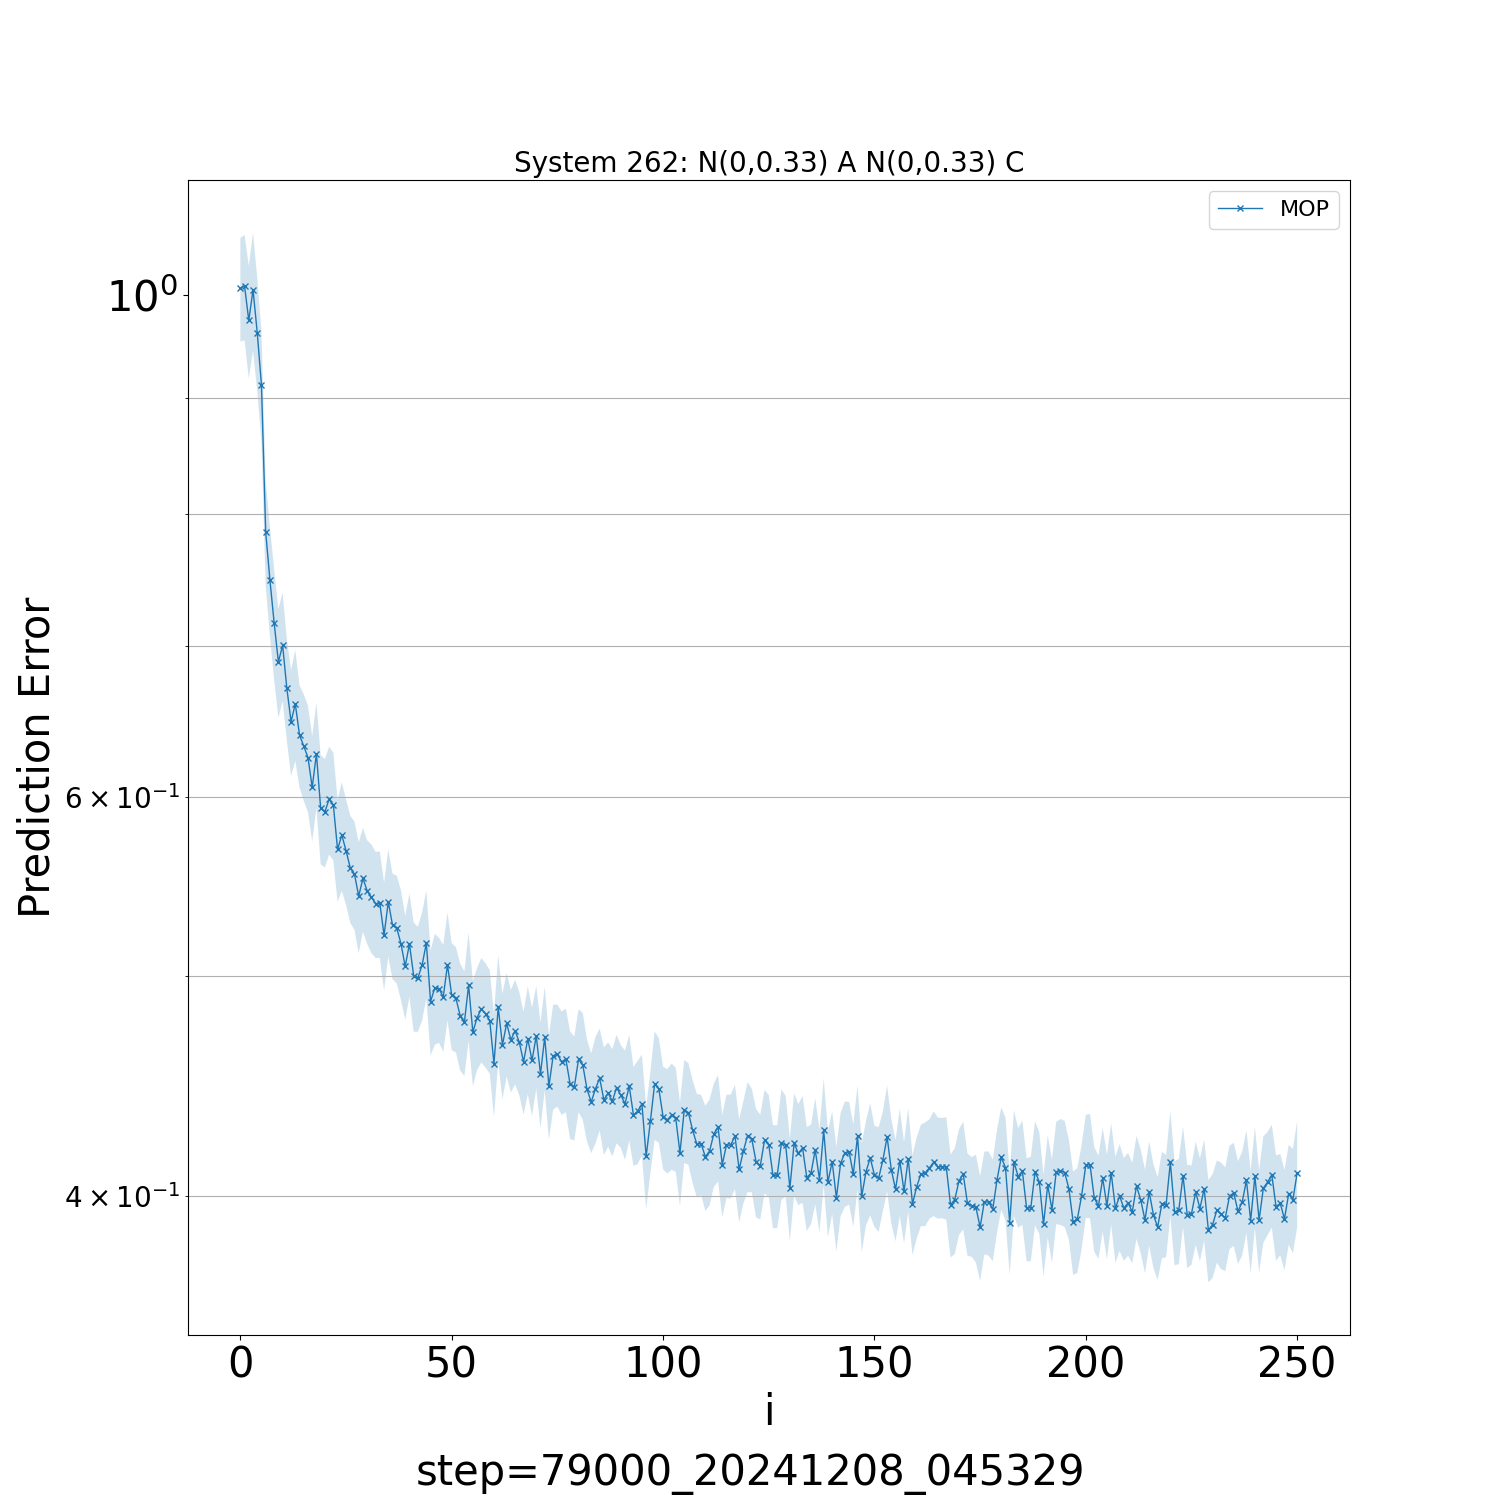 System 262: N(0,0.33) A N(0,0.33) C
MOP
10⁰
6 × 10⁻¹
4 × 10⁻¹
Prediction Error
0 50 100 150 200 250
i
step=79000_20241208_045329